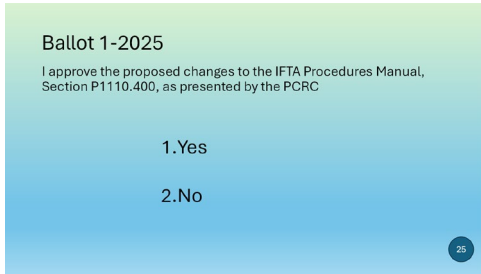 Ballot 1-2025
I approve the proposed changes to the IFTA Procedures Manual,
Section P1110.400, as presented by the PCRC
1.Yes
2.No
25